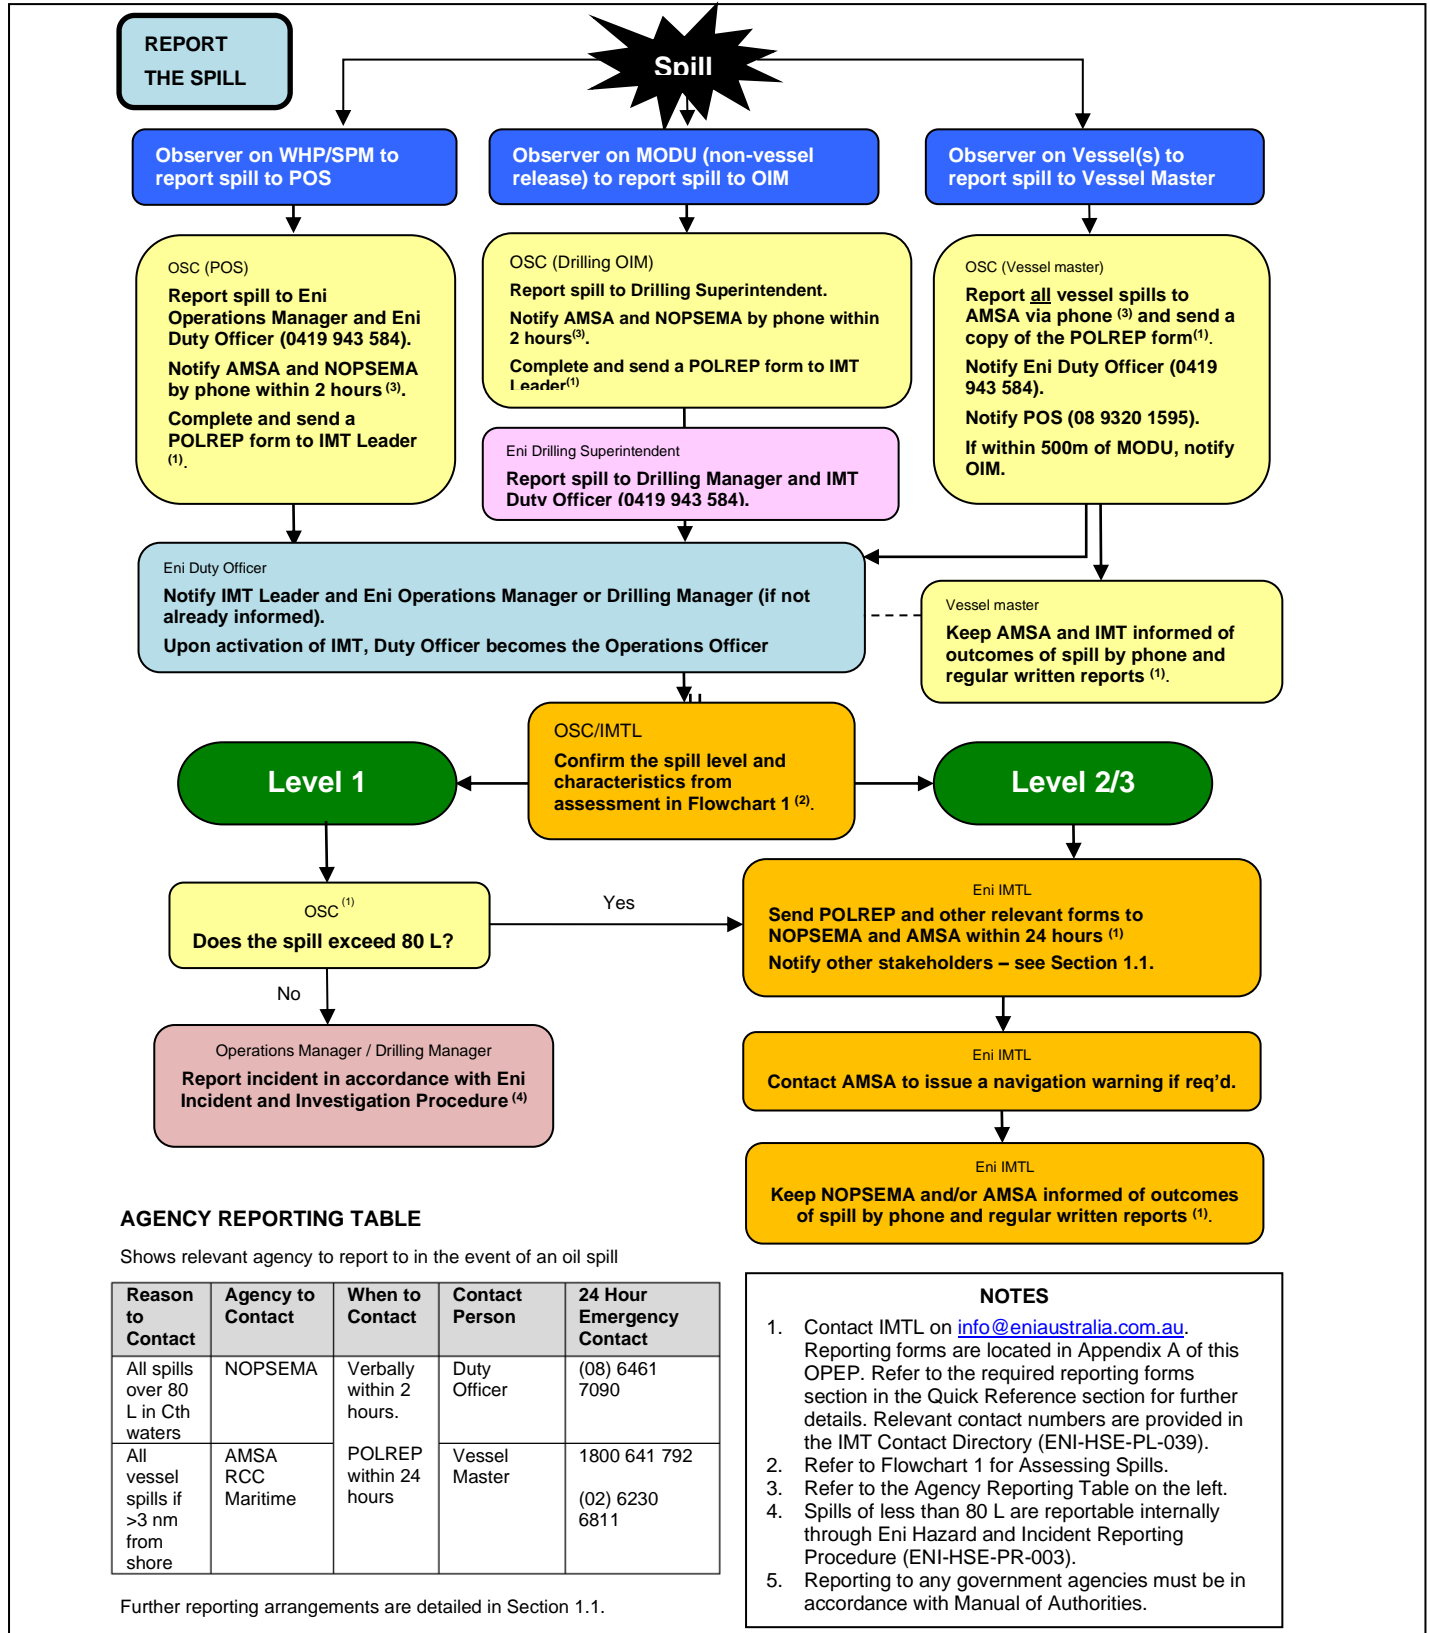 REPORT
THE SPILL
Spill
Observer on WHP/SPM to
report spill to POS
Observer on MODU (non-vessel
release) to report spill to OIM
Observer on Vessel(s) to
report spill to Vessel Master
OSC (POS)
Report spill to Eni
Operations Manager and Eni
Duty Officer (0419 943 584).
Notify AMSA and NOPSEMA
by phone within 2 hours (3).
Complete and send a
POLREP form to IMT Leader
(1).
OSC (Drilling OIM)
Report spill to Drilling Superintendent.
Notify AMSA and NOPSEMA by phone within
2 hours(3).
Complete and send a POLREP form to IMT
Leader(1)
Eni Drilling Superintendent
Report spill to Drilling Manager and IMT
Duty Officer (0419 943 584).
OSC (Vessel master)
Report all vessel spills to
AMSA via phone (3) and send a
copy of the POLREP form(1).
Notify Eni Duty Officer (0419
943 584).
Notify POS (08 9320 1595).
If within 500m of MODU, notify
OIM.
Eni Duty Officer
Notify IMT Leader and Eni Operations Manager or Drilling Manager (if not
already informed).
Upon activation of IMT, Duty Officer becomes the Operations Officer
Vessel master
Keep AMSA and IMT informed of
outcomes of spill by phone and
regular written reports (1).
OSC/IMTL
Confirm the spill level and
characteristics from
assessment in Flowchart 1 (2).
Level 1
Level 2/3
OSC (1)
Does the spill exceed 80 L?
Yes
No
Eni IMTL
Send POLREP and other relevant forms to
NOPSEMA and AMSA within 24 hours (1)
Notify other stakeholders – see Section 1.1.
Operations Manager / Drilling Manager
Report incident in accordance with Eni
Incident and Investigation Procedure (4)
Eni IMTL
Contact AMSA to issue a navigation warning if req'd.
Eni IMTL
Keep NOPSEMA and/or AMSA informed of outcomes
of spill by phone and regular written reports (1).
AGENCY REPORTING TABLE
Shows relevant agency to report to in the event of an oil spill
Reason
to
Contact
Agency to
Contact
When to
Contact
Contact
Person
24 Hour
Emergency
Contact
All spills
over 80
L in Cth
waters
NOPSEMA
Verbally
within 2
hours.
POLREP
within 24
hours
Duty
Officer
(08) 6461
7090
All
vessel
spills if
>3 nm
from
shore
AMSA
RCC
Maritime
Vessel
Master
1800 641 792
(02) 6230
6811
Further reporting arrangements are detailed in Section 1.1.
NOTES
1. Contact IMTL on info@eniaustralia.com.au.
Reporting forms are located in Appendix A of this
OPEP. Refer to the required reporting forms
section in the Quick Reference section for further
details. Relevant contact numbers are provided in
the IMT Contact Directory (ENI-HSE-PL-039).
2. Refer to Flowchart 1 for Assessing Spills.
3. Refer to the Agency Reporting Table on the left.
4. Spills of less than 80 L are reportable internally
through Eni Hazard and Incident Reporting
Procedure (ENI-HSE-PR-003).
5. Reporting to any government agencies must be in
accordance with Manual of Authorities.